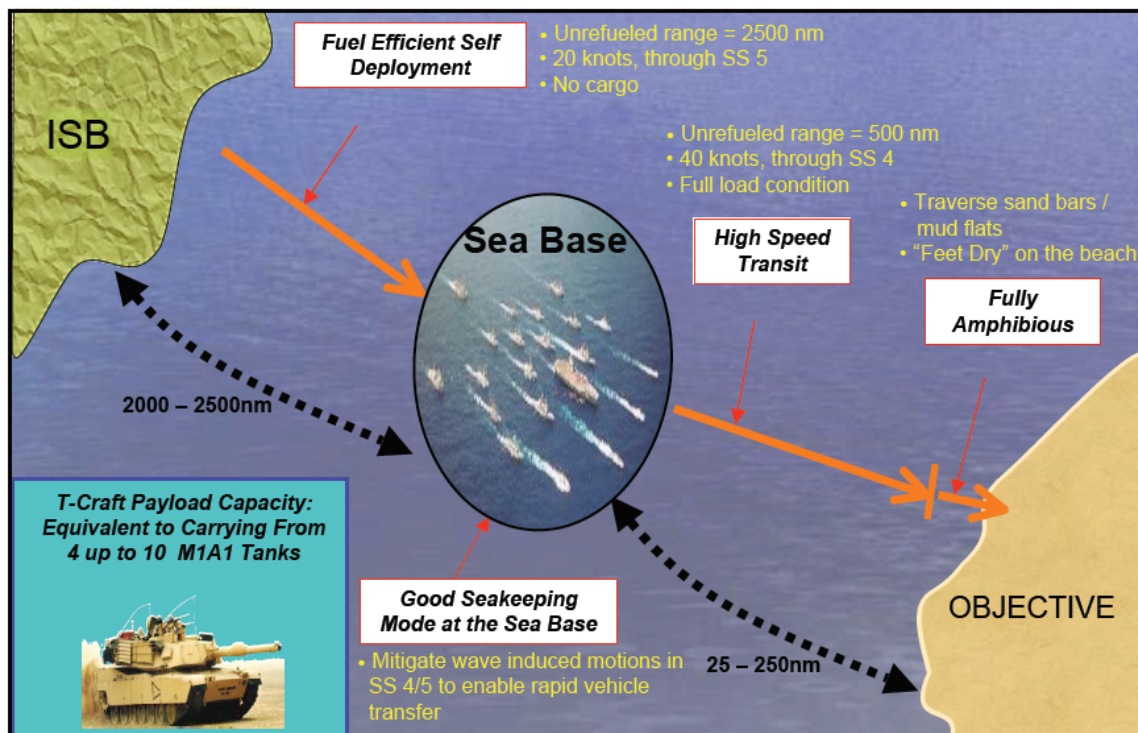 Fuel Efficient Self
Deployment
• Unrefueled range = 2500 nm
• 20 knots, through SS 5
• No cargo
ISB
• Unrefueled range = 500 nm
• 40 knots, through SS 4
• Full load condition
• Traverse sand bars /
mud flats
• “Feet Dry” on the beach
Sea Base
High Speed
Transit
Fully
Amphibious
2000 – 2500nm
T-Craft Payload Capacity:
Equivalent to Carrying From
4 up to 10 M1A1 Tanks
Good Seakeeping
Mode at the Sea Base
• Mitigate wave induced motions in
SS 4/5 to enable rapid vehicle
transfer
25 – 250nm
OBJECTIVE